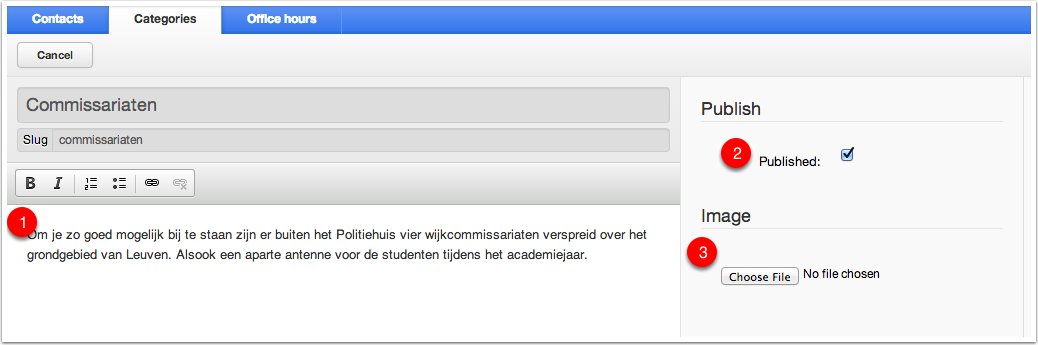 Contacts Categories Office hours
Cancel
Commissariaten
Slug commissariaten
B I
1 Om je zo goed mogelijk bij te staan zijn er buiten het Politiehuis vier wijkcommissariaten verspreid over het
grondgebied van Leuven. Alsook een aparte antenne voor de studenten tijdens het academiejaar.
Publish
2 Published:
Image
3
Choose File No file chosen